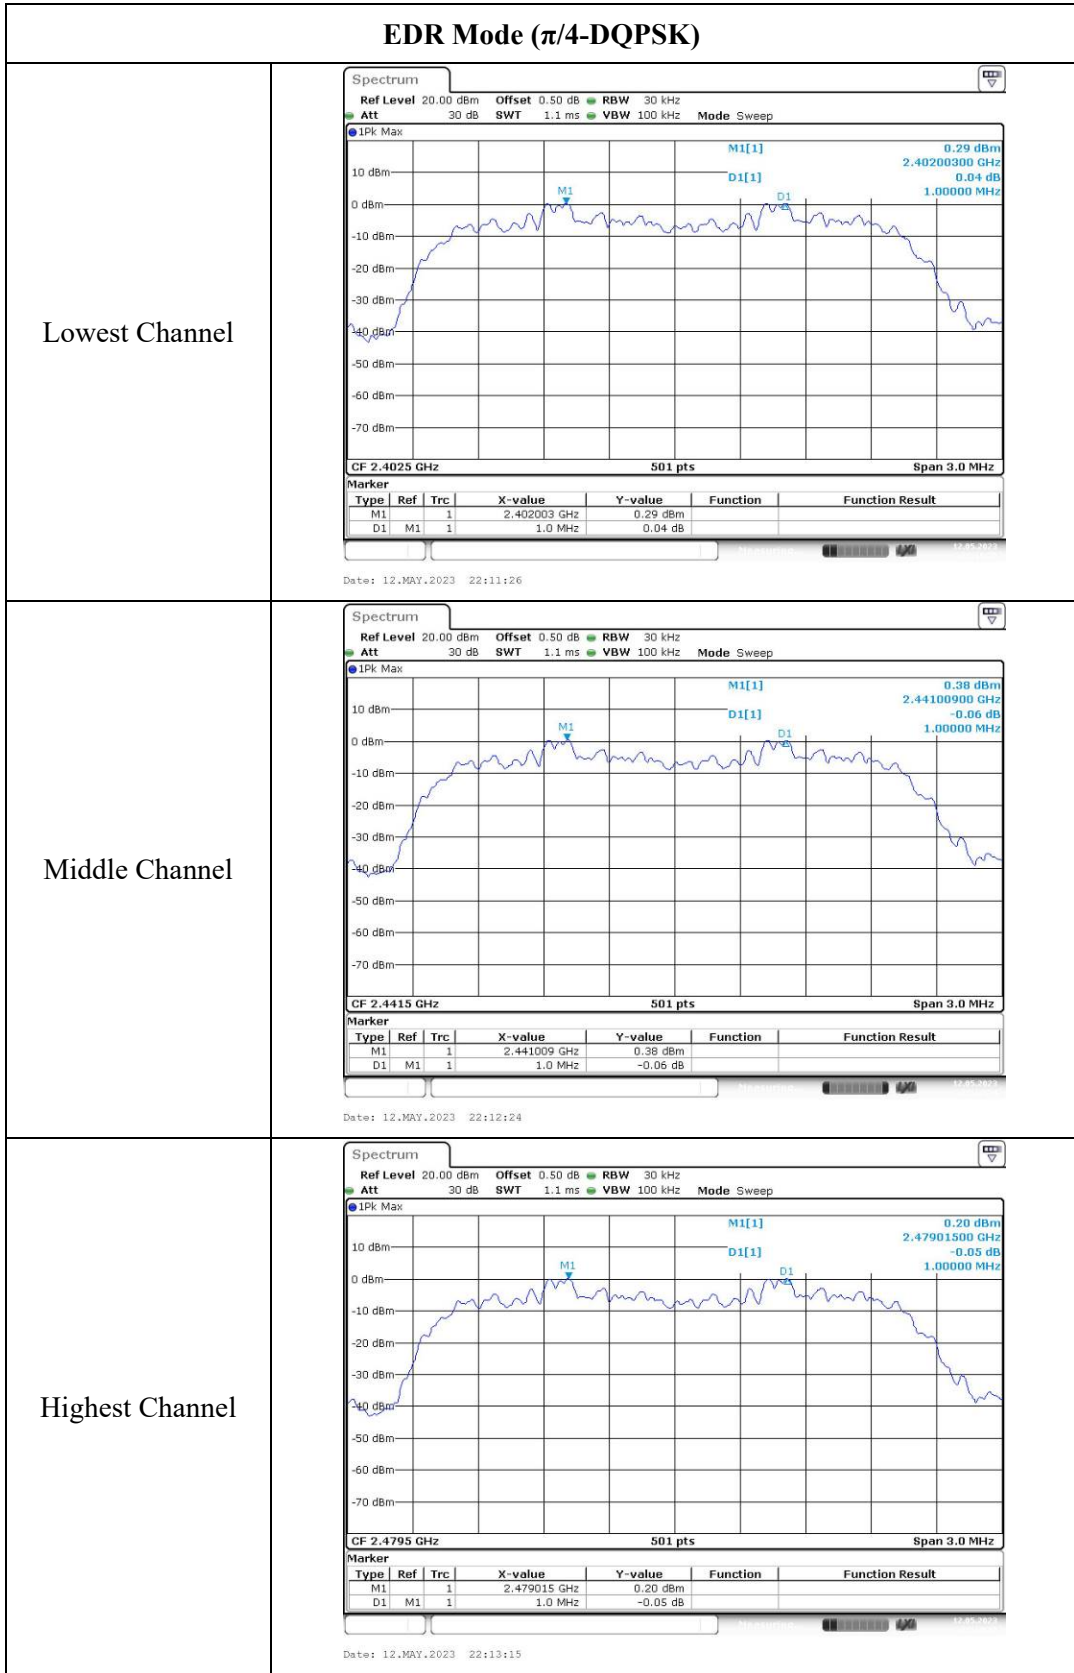 EDR Mode (π/4-DQPSK)
Lowest Channel
Spectrum
Ref Level 20.00 dBm Offset 0.50 dB RBW 30 kHz
Att 30 dB SWT 1.1 ms VBW 100 kHz Mode Sweep
1Pk Max
M1[1] 0.29 dBm
2.40200300 GHz
10 dBm
D1[1] 0.04 dB
1.00000 MHz
M1
D1
0 dBm
-10 dBm
-20 dBm
-30 dBm
-40 dBm
-50 dBm
-60 dBm
-70 dBm
CF 2.4025 GHz 501 pts Span 3.0 MHz
Marker
Type Ref Trc X-value Y-value Function Function Result
M1 1 2.402003 GHz 0.29 dBm
D1 M1 1 1.0 MHz 0.04 dB
12.05.2023
Date: 12.MAY.2023 22:11:26
Middle Channel
Spectrum
Ref Level 20.00 dBm Offset 0.50 dB RBW 30 kHz
Att 30 dB SWT 1.1 ms VBW 100 kHz Mode Sweep
1Pk Max
M1[1] 0.38 dBm
2.44100900 GHz
10 dBm
D1[1] -0.06 dB
1.00000 MHz
M1
D1
0 dBm
-10 dBm
-20 dBm
-30 dBm
-40 dBm
-50 dBm
-60 dBm
-70 dBm
CF 2.4415 GHz 501 pts Span 3.0 MHz
Marker
Type Ref Trc X-value Y-value Function Function Result
M1 1 2.441009 GHz 0.38 dBm
D1 M1 1 1.0 MHz -0.06 dB
12.05.2023
Date: 12.MAY.2023 22:12:24
Highest Channel
Spectrum
Ref Level 20.00 dBm Offset 0.50 dB RBW 30 kHz
Att 30 dB SWT 1.1 ms VBW 100 kHz Mode Sweep
1Pk Max
M1[1] 0.20 dBm
2.47901500 GHz
10 dBm
D1[1] -0.05 dB
1.00000 MHz
M1
D1
0 dBm
-10 dBm
-20 dBm
-30 dBm
-40 dBm
-50 dBm
-60 dBm
-70 dBm
CF 2.4795 GHz 501 pts Span 3.0 MHz
Marker
Type Ref Trc X-value Y-value Function Function Result
M1 1 2.479015 GHz 0.20 dBm
D1 M1 1 1.0 MHz -0.05 dB
12.05.2023
Date: 12.MAY.2023 22:13:15